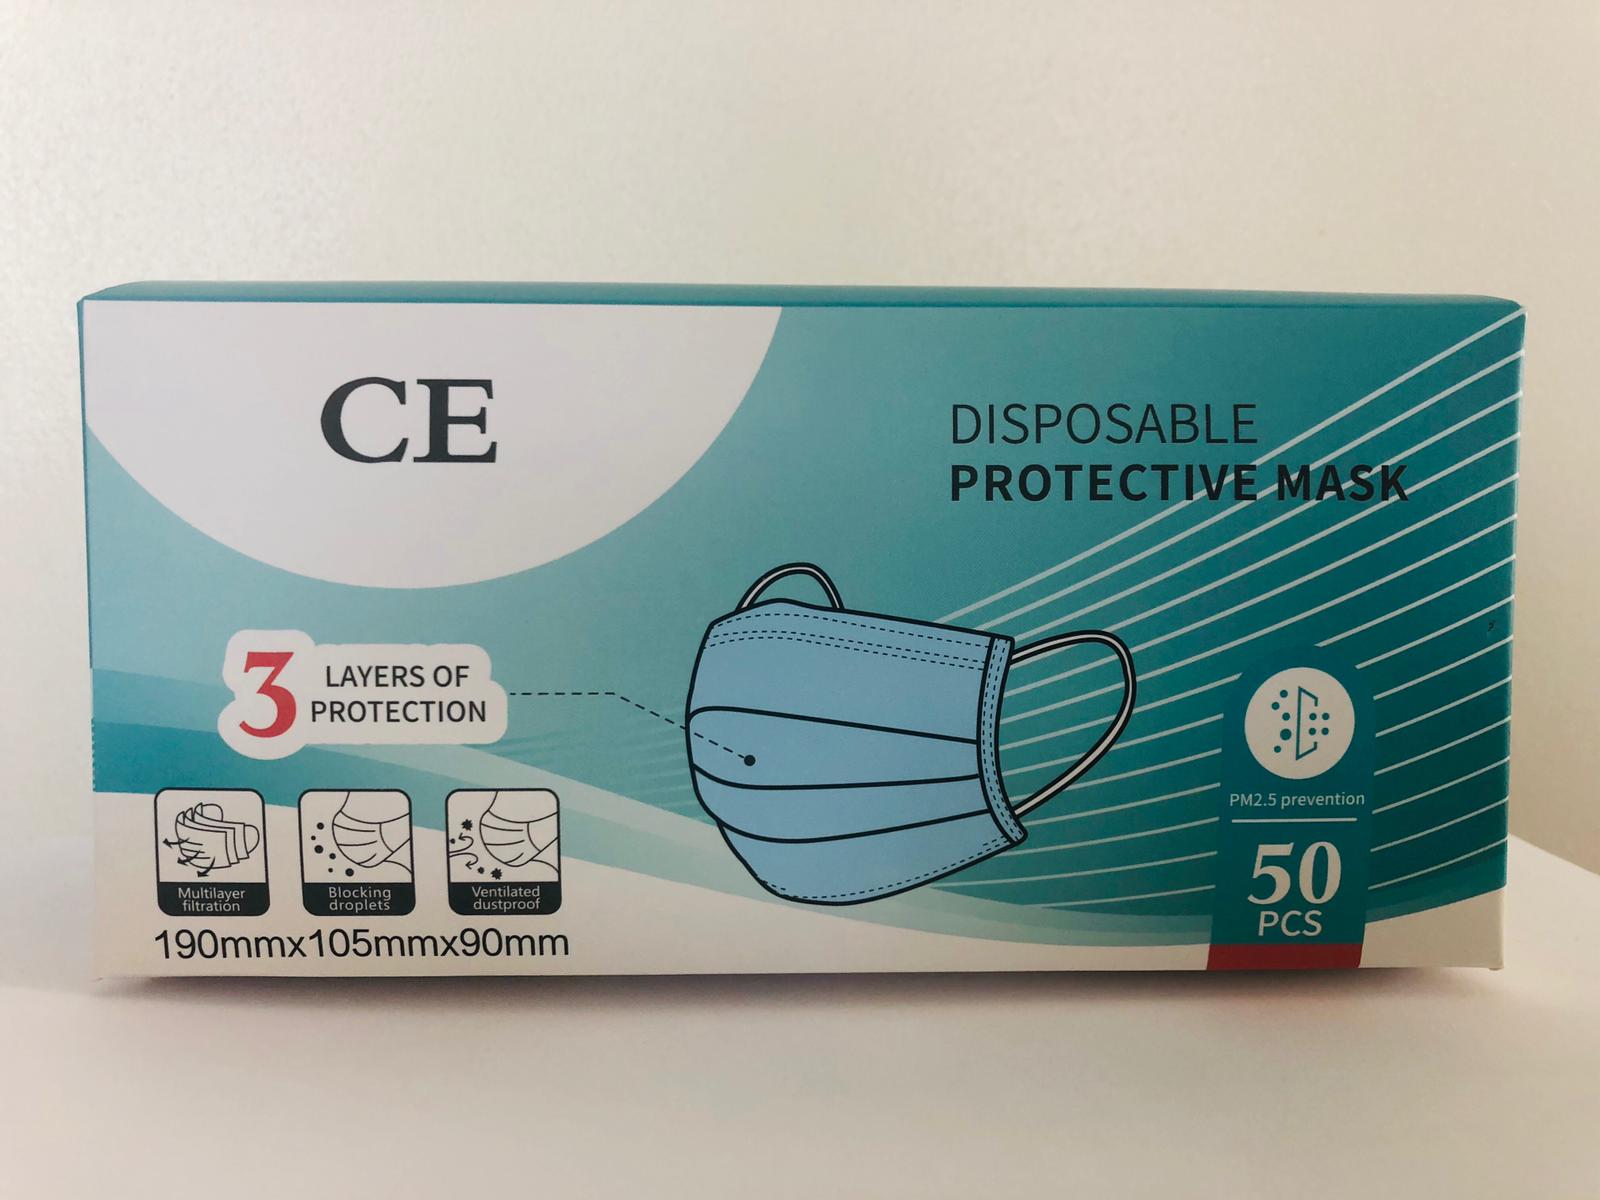 CE
DISPOSABLE
PROTECTIVE MASK
3
LAYERS OF
PROTECTION
Multilayer
filtration
Blocking
droplets
Ventilated
dustproof
190mmx105mmx90mm
PM2.5 prevention
50
PCS